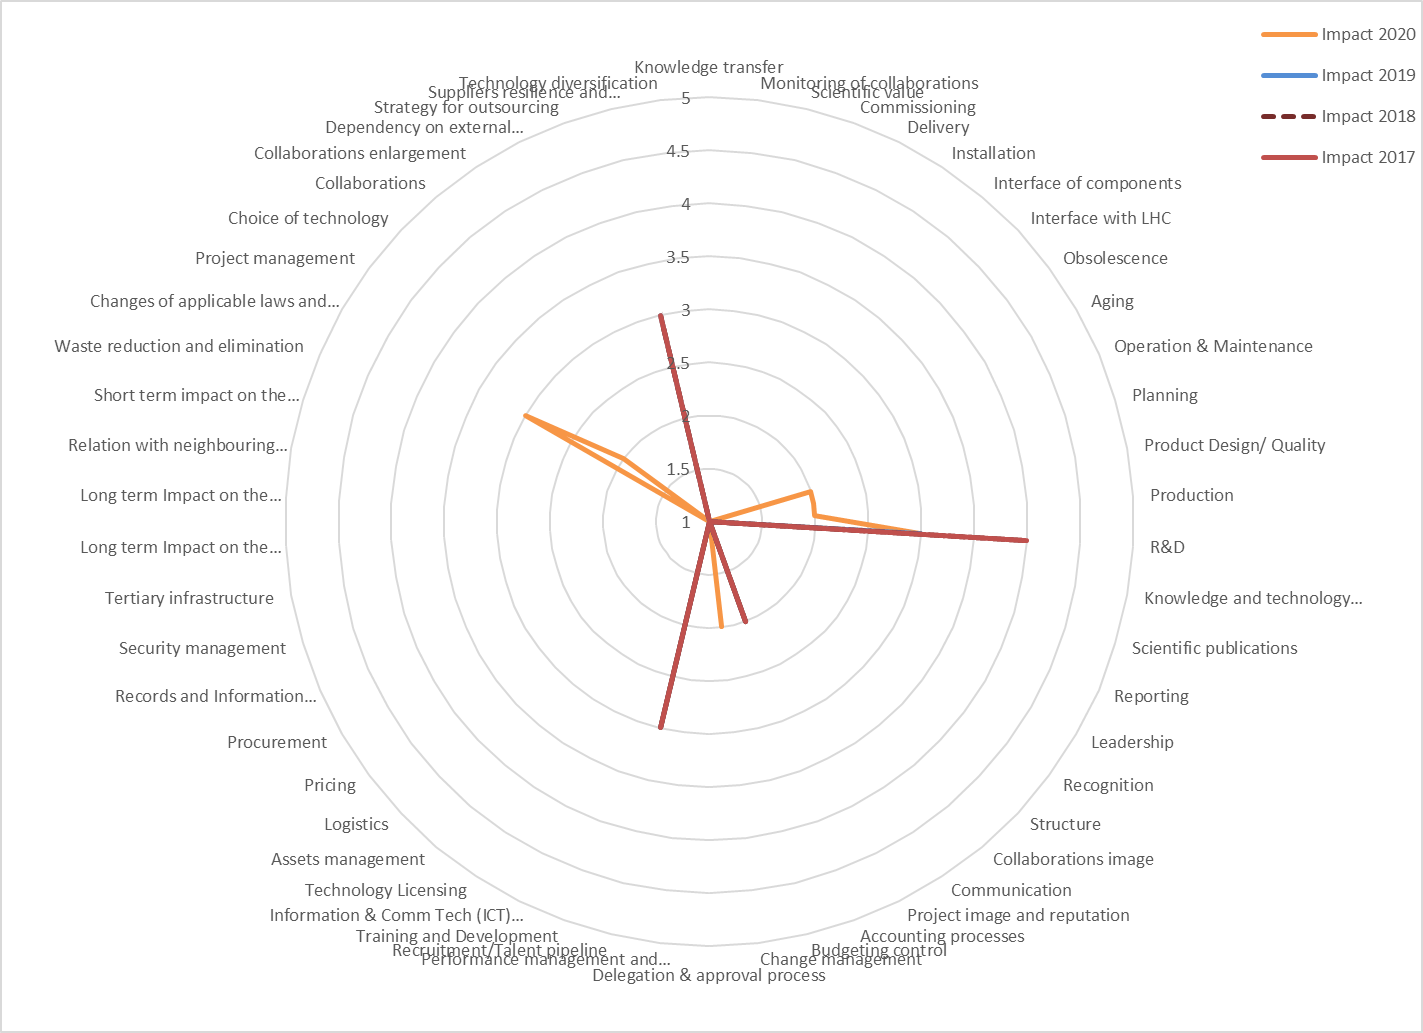 Impact 2020
Impact 2019
Impact 2018
Impact 2017
Knowledge transfer
Monitoring of collaborations
Scientific value
Commissioning
Delivery
Installation
Interface of components
Interface with LHC
Obsolescence
Aging
Operation & Maintenance
Planning
Product Design/ Quality
Production
R&D
Knowledge and technology...
Scientific publications
Reporting
Leadership
Recognition
Structure
Collaborations image
Communication
Project image and reputation
Accounting processes
Budgeting control
Change management
Delegation & approval process
Performance management and...
Recruitment/Talent pipeline
Training and Development
Information & Comm Tech (ICT)...
Technology Licensing
Assets management
Logistics
Pricing
Procurement
Records and Information...
Security management
Tertiary infrastructure
Long term Impact on the...
Long term Impact on the...
Relation with neighbouring...
Short term impact on the...
Waste reduction and elimination
Changes of applicable laws and...
Project management
Choice of technology
Collaborations
Collaborations enlargement
Dependency on external...
Strategy for outsourcing
Suppliers resilience and...
Technology diversification
5
4.5
4
3.5
3
2.5
2
1.5
1